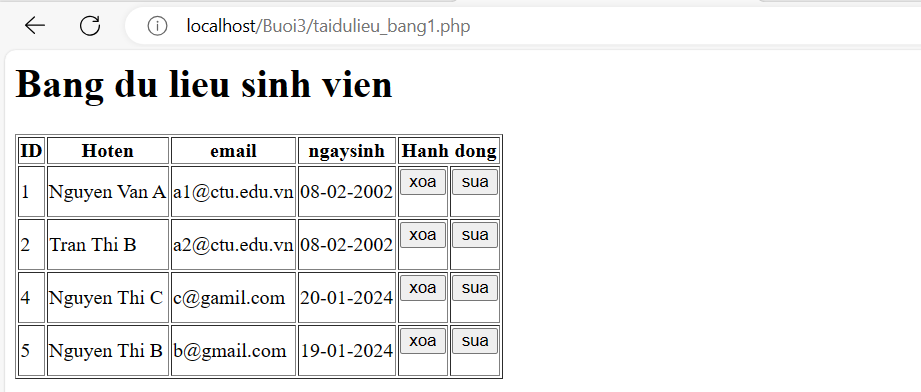 localhost/Buoi3/taidulieu_bang1.php
Bang du lieu sinh vien
ID Hoten email ngaysinh Hanh dong
1 Nguyen Van A a1@ctu.edu.vn 08-02-2002 xoa sua
2 Tran Thi B a2@ctu.edu.vn 08-02-2002 xoa sua
4 Nguyen Thi C c@gamil.com 20-01-2024 xoa sua
5 Nguyen Thi B b@gmail.com 19-01-2024 xoa sua